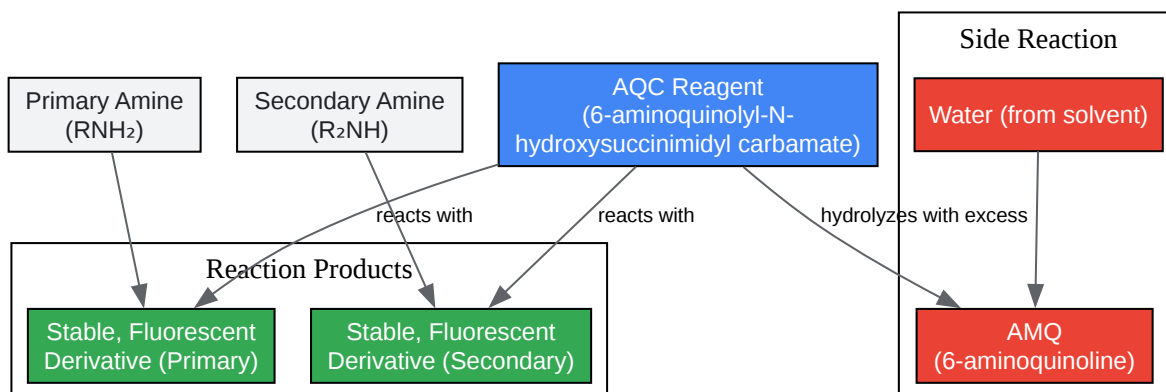 Side Reaction
Primary Amine
(RNH₂)
Secondary Amine
(R₂NH)
AQC Reagent
(6-aminoquinolyl-N-
hydroxysuccinimidyl carbamate)
Water (from solvent)
reacts with
reacts with
hydrolyzes with excess
Reaction Products
Stable, Fluorescent
Derivative (Primary)
Stable, Fluorescent
Derivative (Secondary)
AMQ
(6-aminoquinoline)